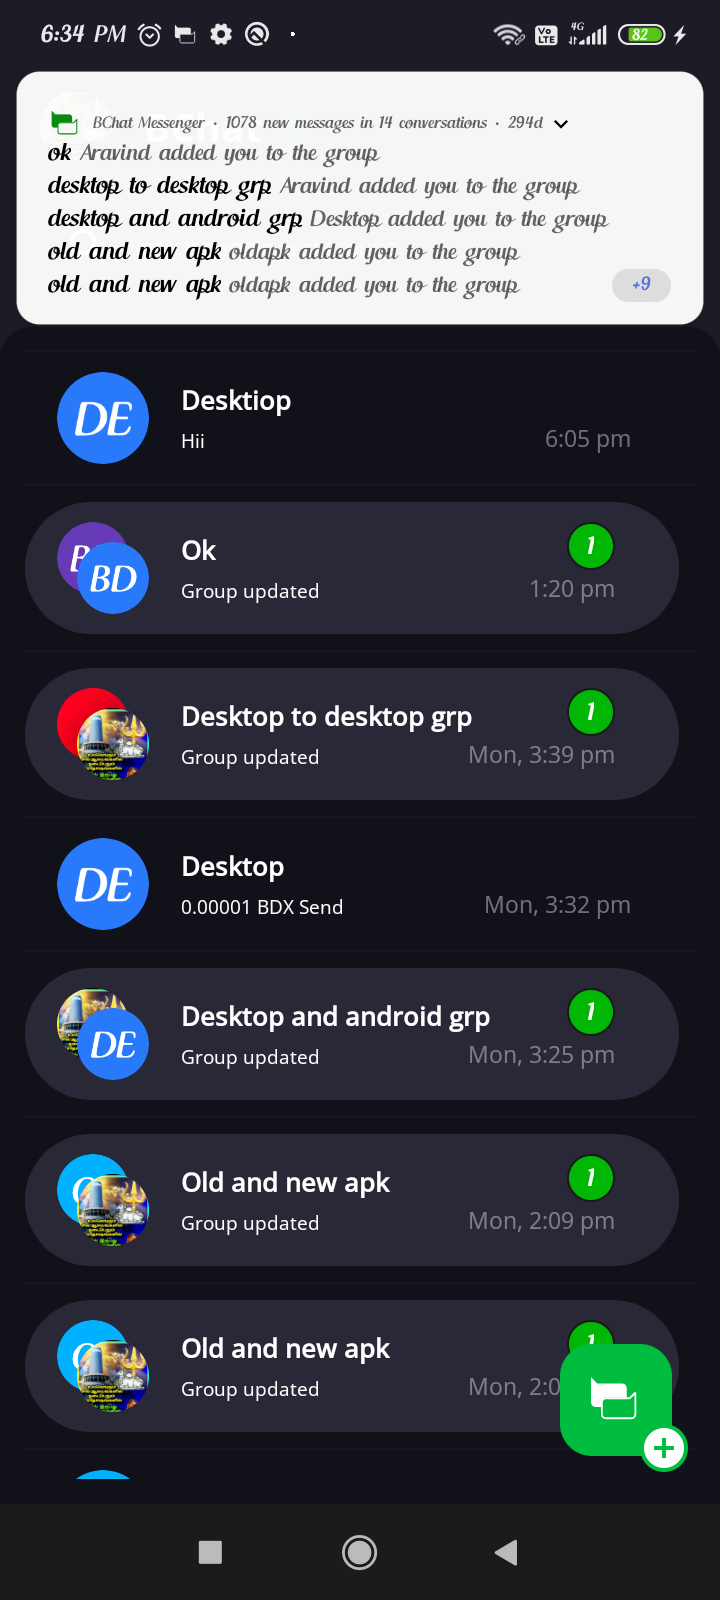 6:34 PM
4G
Vo LTE
82
BChat Messenger · 1078 new messages in 14 conversations · 294d
ok Aravind added you to the group
desktop to desktop grp Aravind added you to the group
desktop and android grp Desktop added you to the group
old and new apk oldapk added you to the group
old and new apk oldapk added you to the group
+9
DE
Desktiop
Hii
6:05 pm
BD
Ok
1
Group updated
1:20 pm
Desktop to desktop grp
1
Group updated
Mon, 3:39 pm
DE
Desktop
0.00001 BDX Send
Mon, 3:32 pm
DE
Desktop and android grp
1
Group updated
Mon, 3:25 pm
Old and new apk
1
Group updated
Mon, 2:09 pm
Old and new apk
1
Group updated
Mon, 2:0